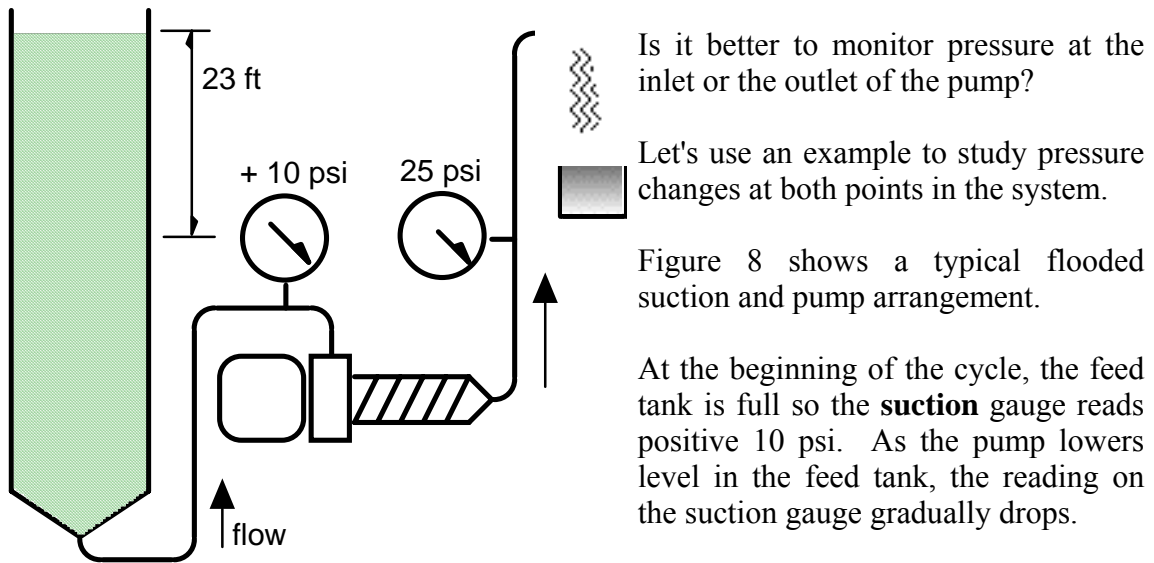 23 ft
+ 10 psi
25 psi
flow
Is it better to monitor pressure at the
inlet or the outlet of the pump?
Let's use an example to study pressure
changes at both points in the system.
Figure 8 shows a typical flooded
suction and pump arrangement.
At the beginning of the cycle, the feed
tank is full so the suction gauge reads
positive 10 psi. As the pump lowers
level in the feed tank, the reading on
the suction gauge gradually drops.